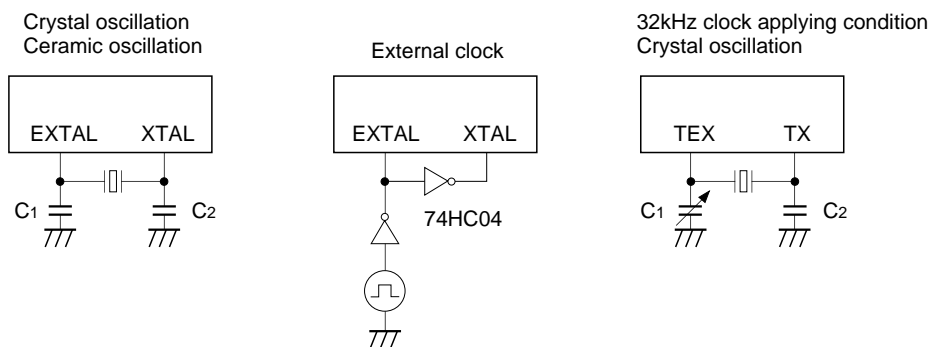 Crystal oscillation
Ceramic oscillation
EXTAL XTAL
C1 C2
External clock
EXTAL XTAL
74HC04
32kHz clock applying condition
Crystal oscillation
TEX TX
C1 C2